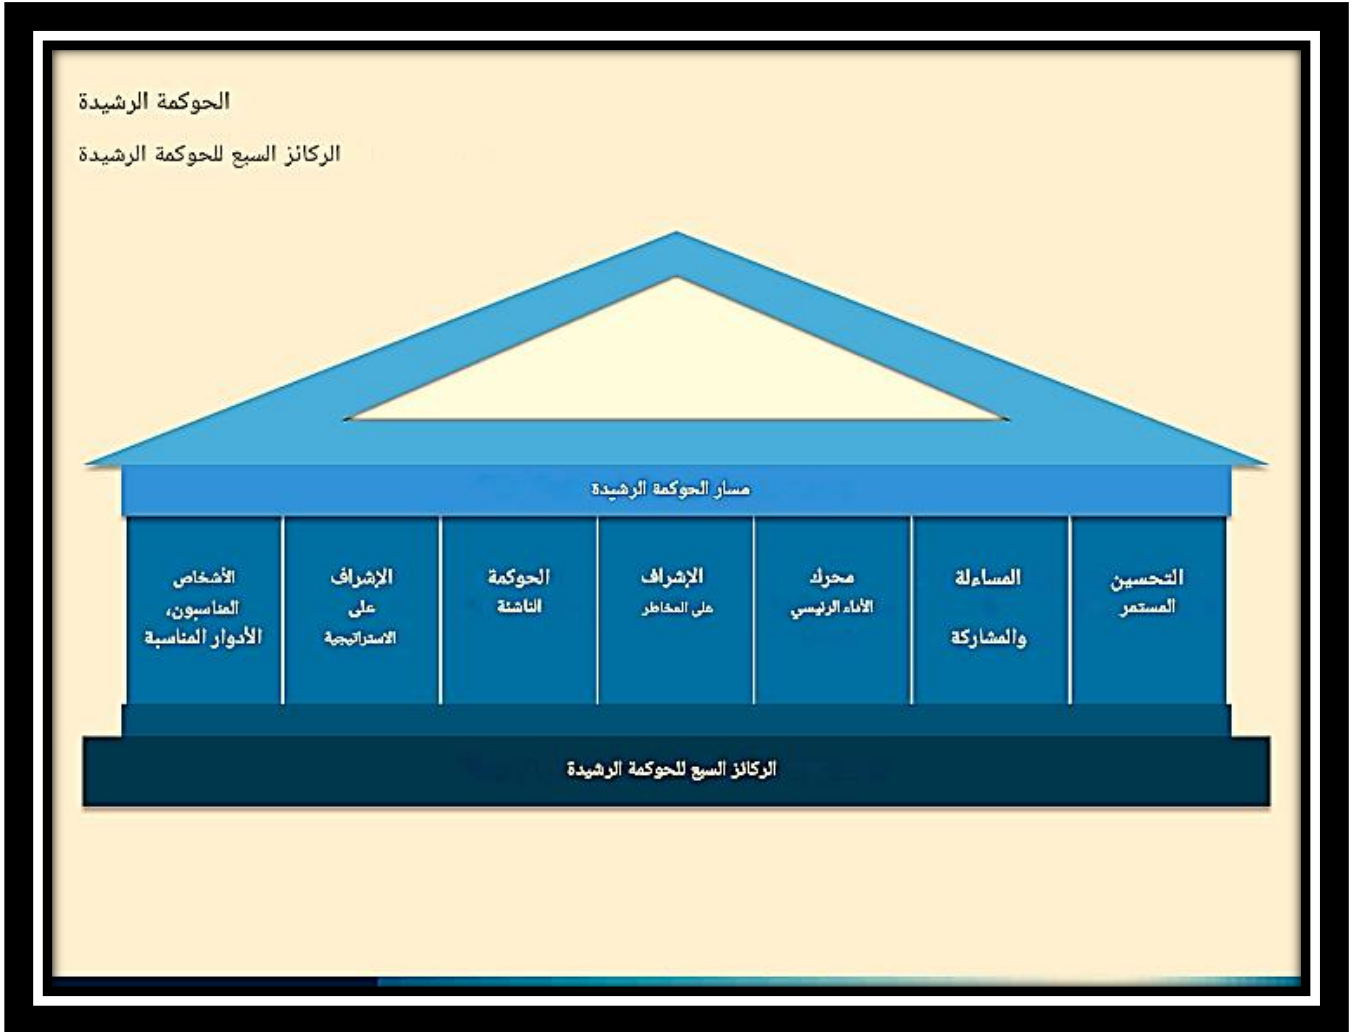 الحوكمة الرشيدة
الركائز السبع للحوكمة الرشيدة
مسار الحوكمة الرشيدة
التحسين
المستمر
المساءلة
والمشاركة
محرك
الأداء الرئيسي
الإشراف
على المخاطر
الحوكمة
الناشئة
الإشراف
على
الاستراتيجية
الأشخاص
المناسبون،
الأدوار المناسبة
الركائز السبع للحوكمة الرشيدة